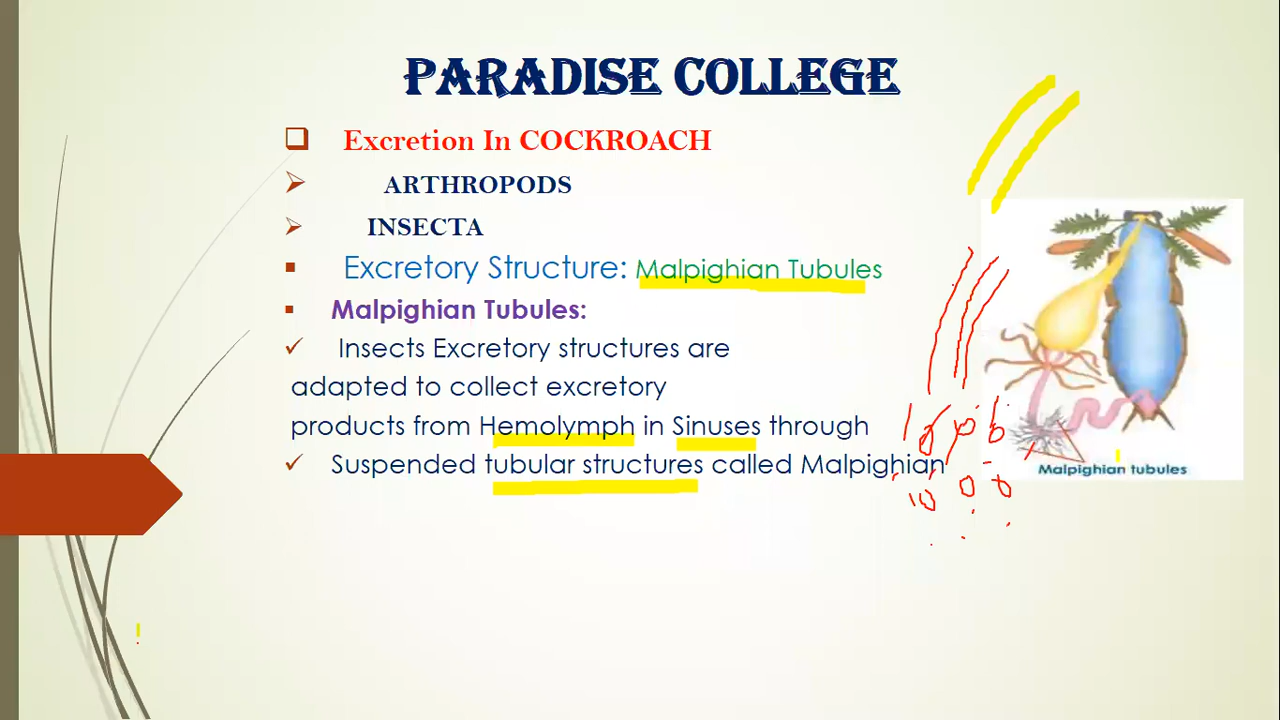 PARADISE COLLEGE
Excretion In COCKROACH
ARTHROPODS
INSECTA
Excretory Structure: Malpighian Tubules
Malpighian Tubules:
Insects Excretory structures are
adapted to collect excretory
products from Hemolymph in Sinuses through
Suspended tubular structures called Malpighian
Malpighian tubules